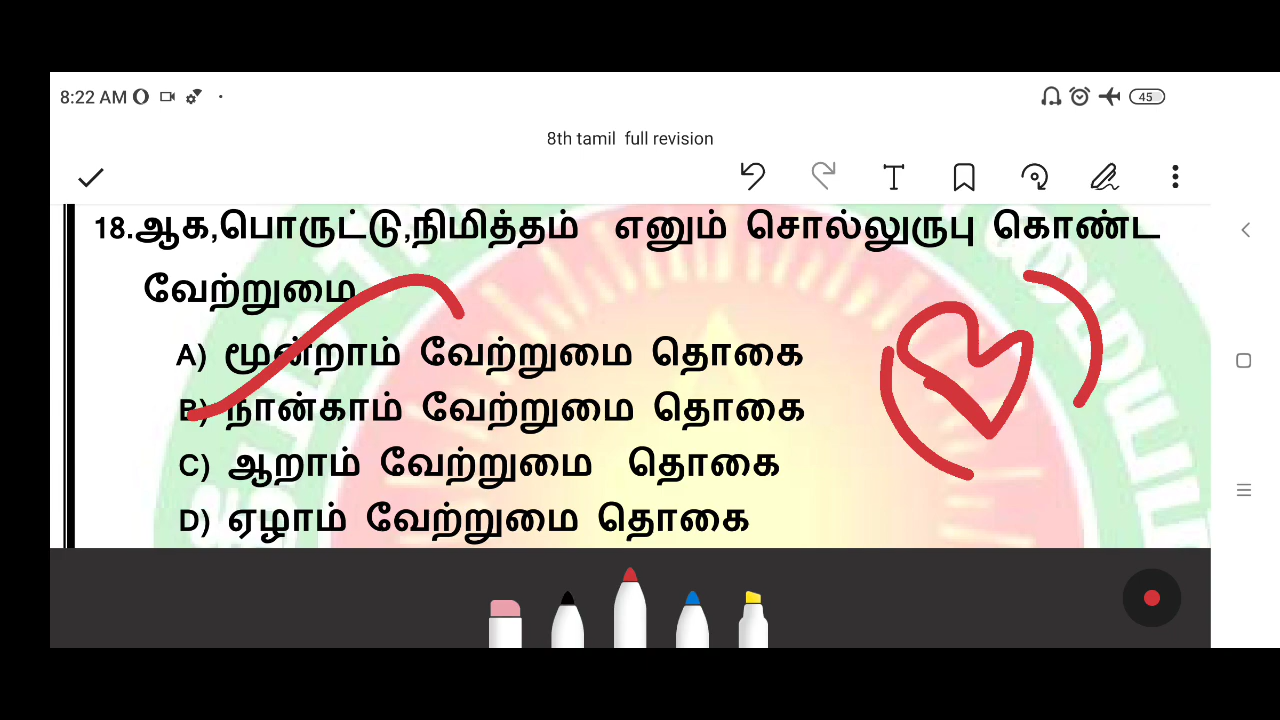 8:22 AM
45
8th tamil full revision
18.ஆக,பொருட்டு,நிமித்தம் எனும் சொல்லுருபு கொண்ட
வேற்றுமை
A) மூன்றாம் வேற்றுமை தொகை
B) நான்காம் வேற்றுமை தொகை
C) ஆறாம் வேற்றுமை தொகை
D) ஏழாம் வேற்றுமை தொகை